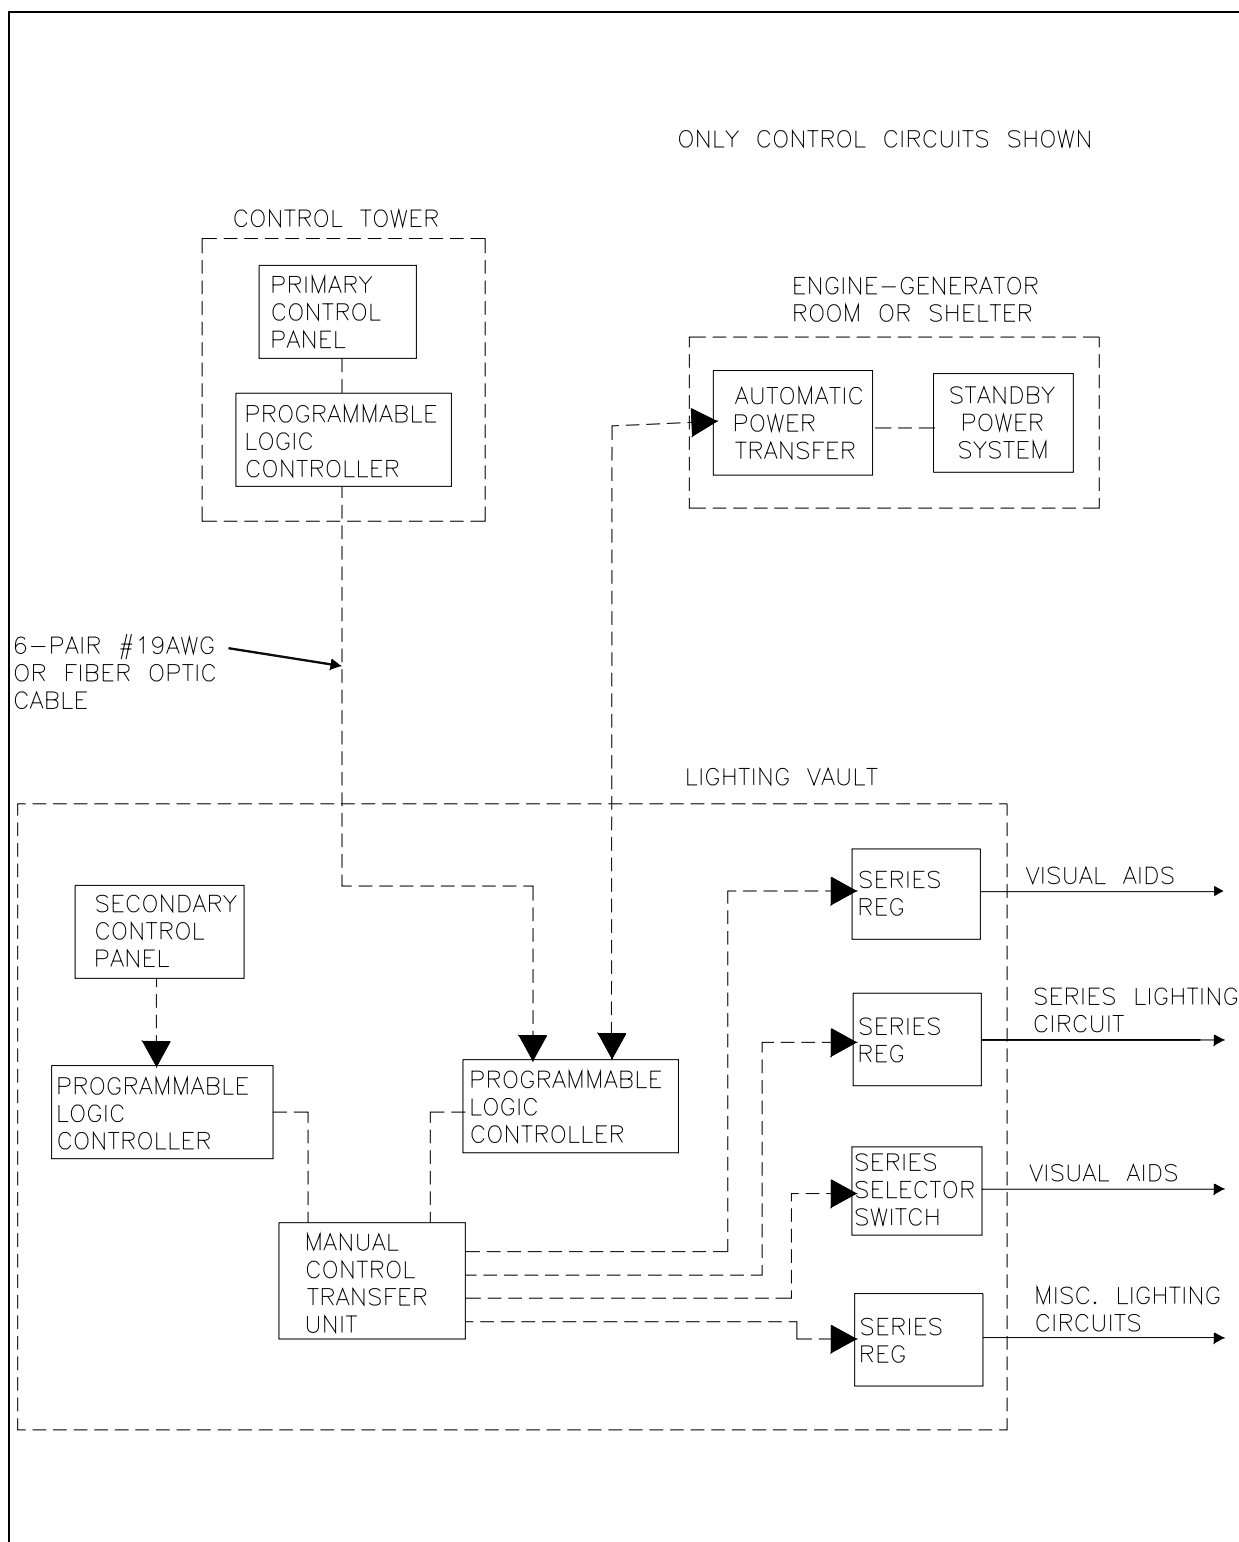 ONLY CONTROL CIRCUITS SHOWN
CONTROL TOWER
PRIMARY
CONTROL
PANEL
PROGRAMMABLE
LOGIC
CONTROLLER
ENGINE-GENERATOR
ROOM OR SHELTER
AUTOMATIC
POWER
TRANSFER
STANDBY
POWER
SYSTEM
6-PAIR #19AWG
OR FIBER OPTIC
CABLE
LIGHTING VAULT
SECONDARY
CONTROL
PANEL
PROGRAMMABLE
LOGIC
CONTROLLER
PROGRAMMABLE
LOGIC
CONTROLLER
MANUAL
CONTROL
TRANSFER
UNIT
SERIES
REG
VISUAL AIDS
SERIES
REG
SERIES LIGHTING
CIRCUIT
SERIES
SELECTOR
SWITCH
VISUAL AIDS
SERIES
REG
MISC. LIGHTING
CIRCUITS